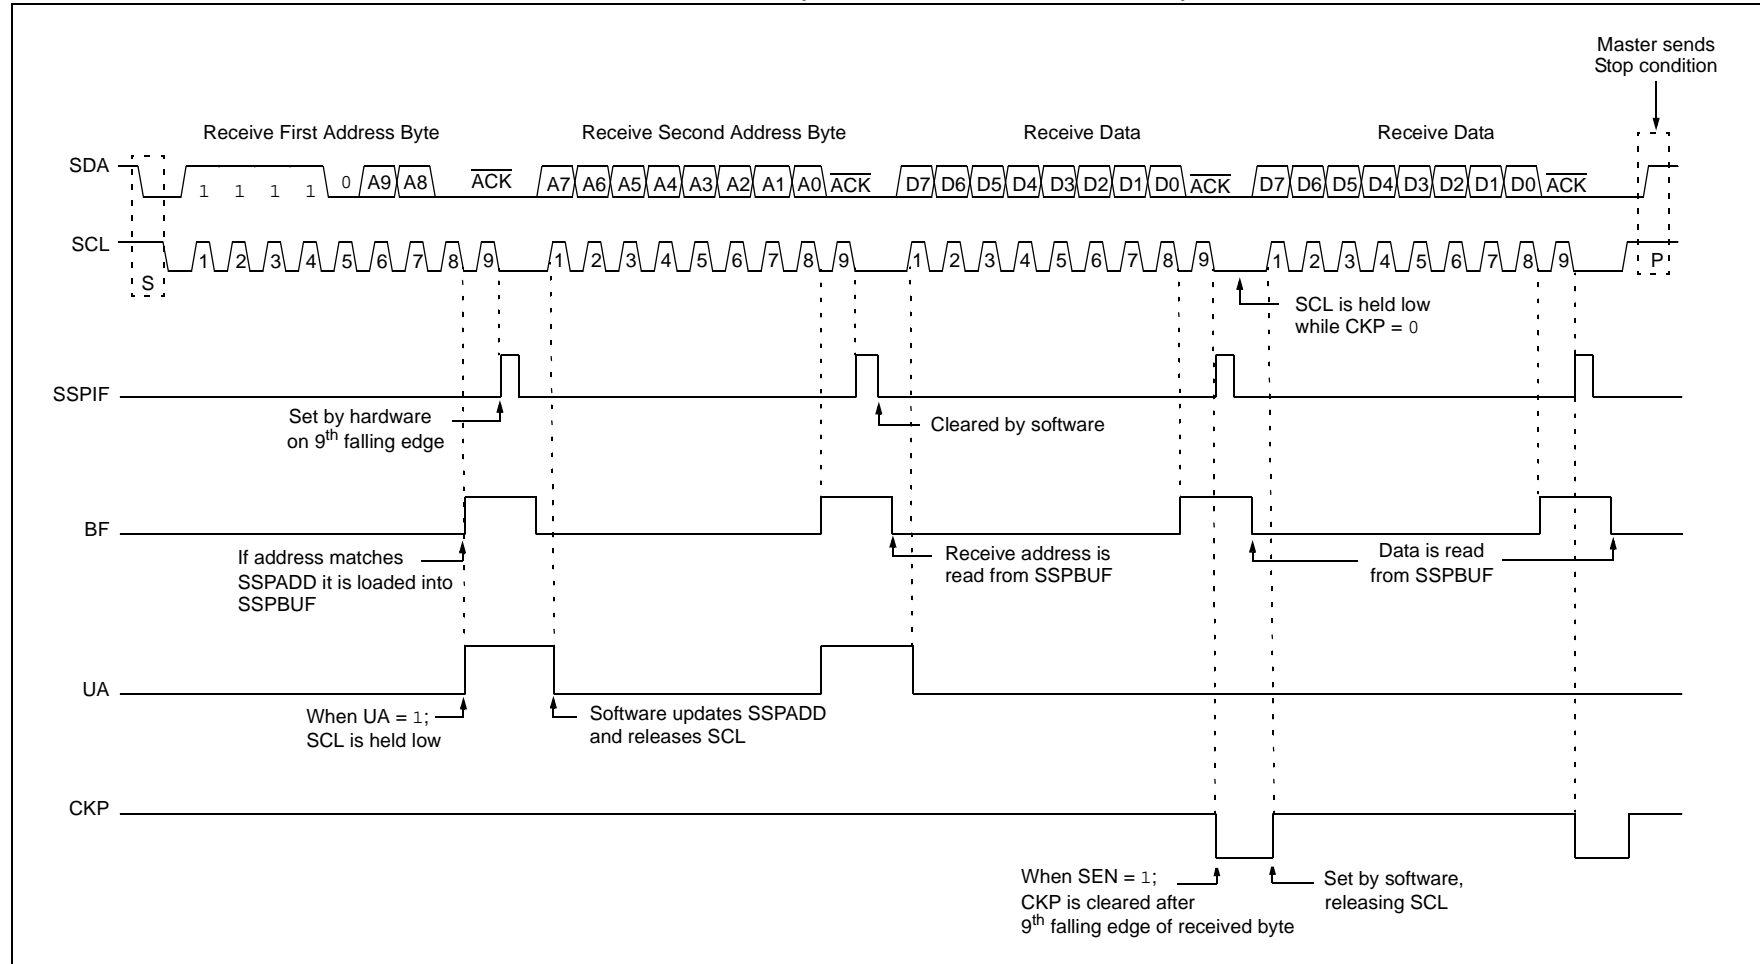 Master sends
Stop condition
Receive First Address Byte
Receive Second Address Byte
Receive Data
Receive Data
SDA
1 1 1 1 0 A9 A8 ACK A7 A6 A5 A4 A3 A2 A1 A0 ACK D7 D6 D5 D4 D3 D2 D1 D0 ACK D7 D6 D5 D4 D3 D2 D1 D0 ACK
SCL
S 1 2 3 4 5 6 7 8 9 1 2 3 4 5 6 7 8 9 1 2 3 4 5 6 7 8 9 1 2 3 4 5 6 7 8 9 P
SCL is held low
while CKP = 0
SSPIF
Set by hardware
on 9th falling edge
Cleared by software
BF
If address matches
SSPADD it is loaded into
SSPBUF
Receive address is
read from SSPBUF
Data is read
from SSPBUF
UA
When UA = 1;
SCL is held low
Software updates SSPADD
and releases SCL
CKP
When SEN = 1;
CKP is cleared after
9th falling edge of received byte
Set by software,
releasing SCL